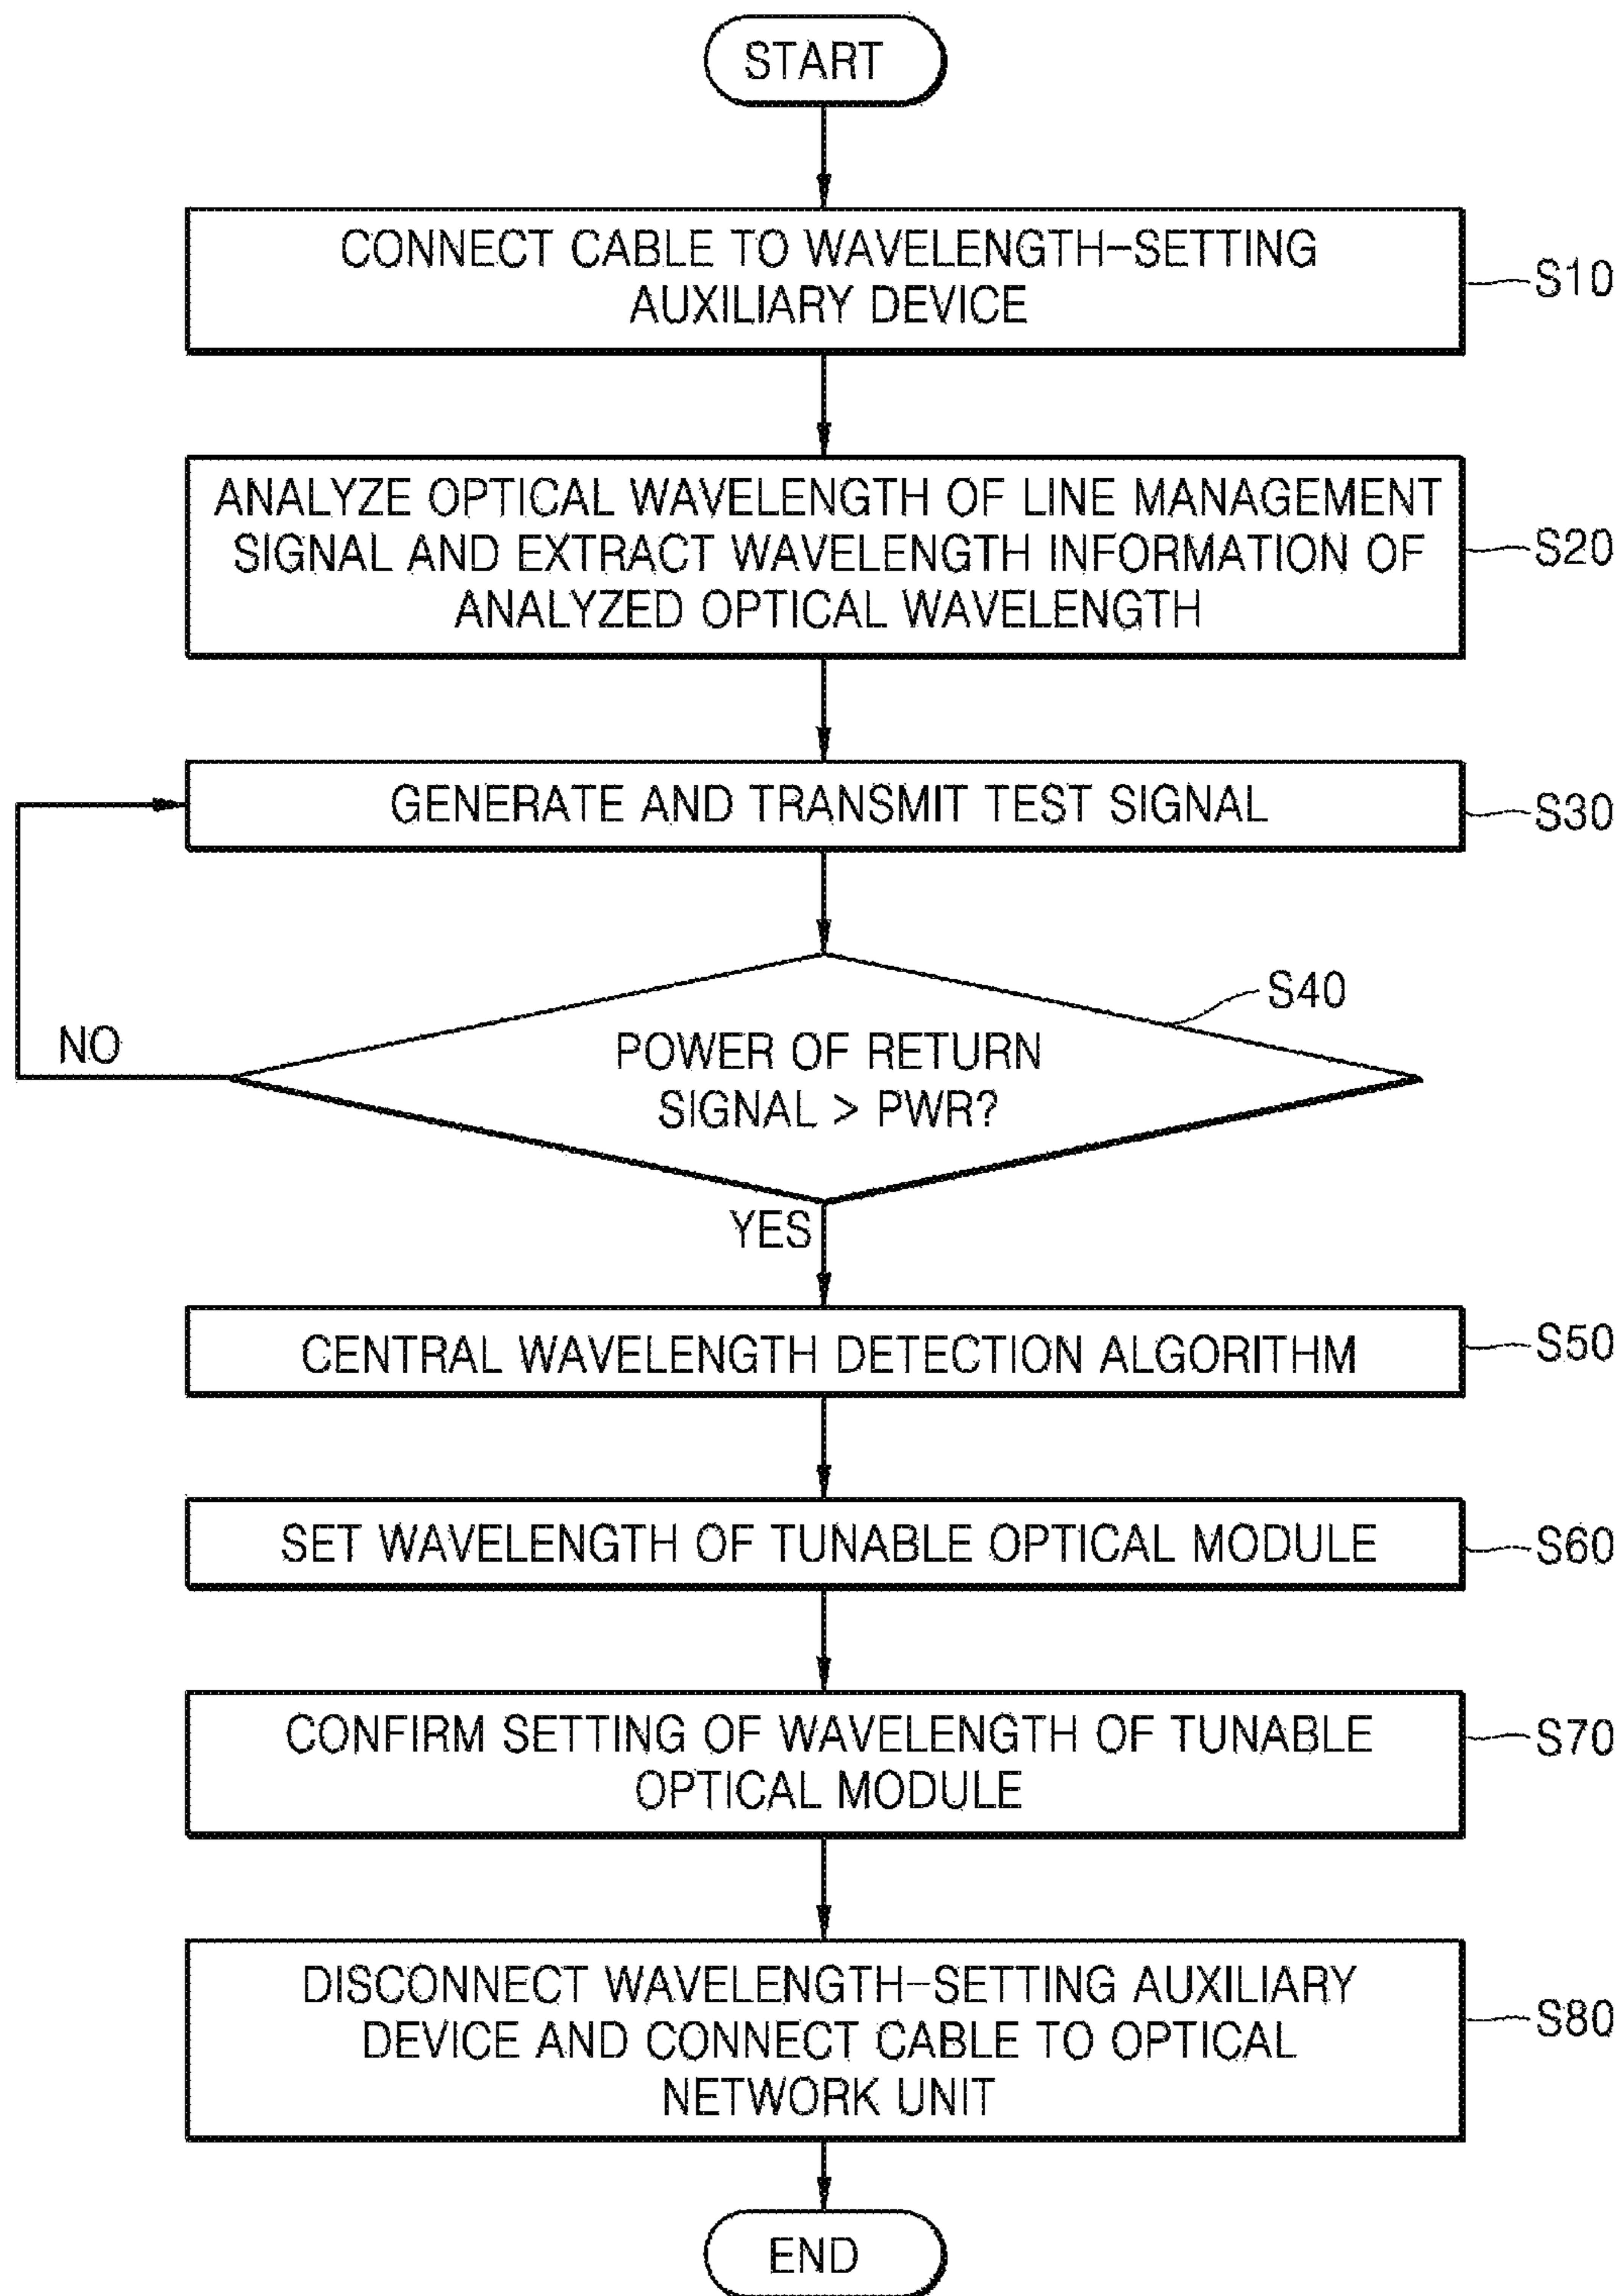 START
CONNECT CABLE TO WAVELENGTH-SETTING
AUXILIARY DEVICE
S10
ANALYZE OPTICAL WAVELENGTH OF LINE MANAGEMENT
SIGNAL AND EXTRACT WAVELENGTH INFORMATION OF
ANALYZED OPTICAL WAVELENGTH
S20
GENERATE AND TRANSMIT TEST SIGNAL
S30
S40
NO
POWER OF RETURN
SIGNAL > PWR?
YES
CENTRAL WAVELENGTH DETECTION ALGORITHM
S50
SET WAVELENGTH OF TUNABLE OPTICAL MODULE
S60
CONFIRM SETTING OF WAVELENGTH OF TUNABLE
OPTICAL MODULE
S70
DISCONNECT WAVELENGTH-SETTING AUXILIARY
DEVICE AND CONNECT CABLE TO OPTICAL
NETWORK UNIT
S80
END